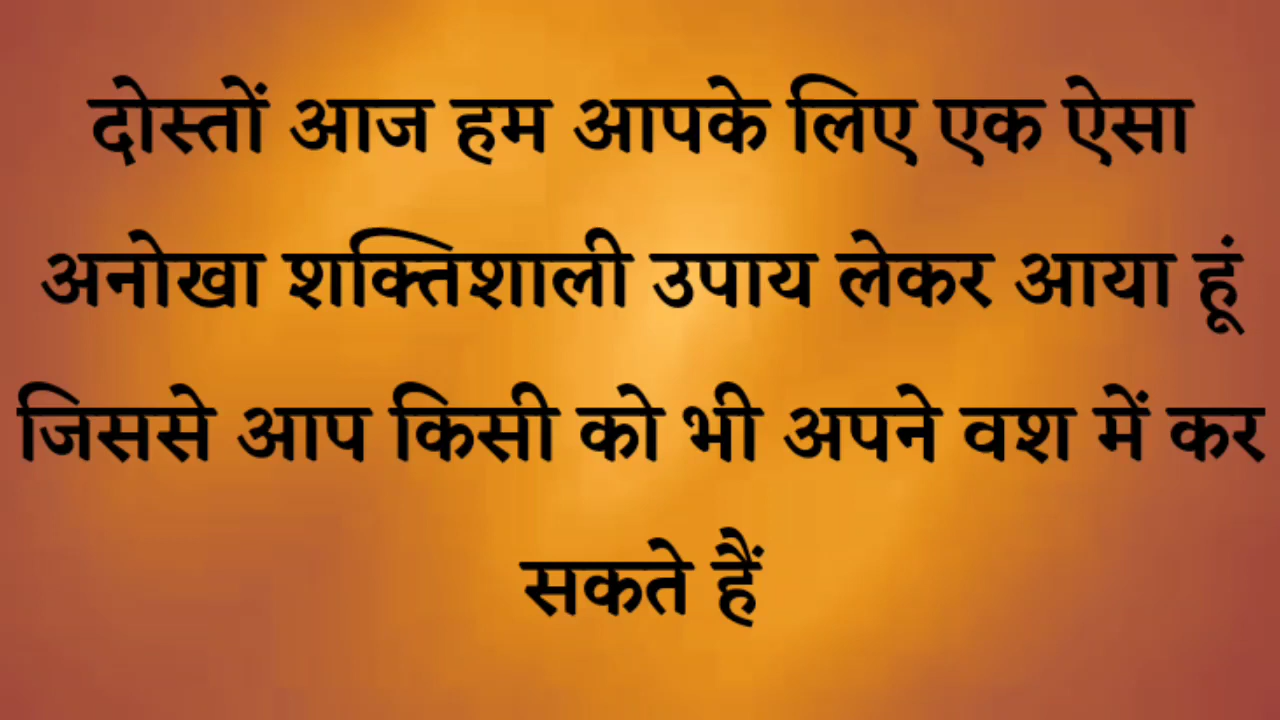 दोस्तों आज हम आपके लिए एक ऐसा
अनोखा शक्तिशाली उपाय लेकर आया हूं
जिससे आप किसी को भी अपने वश में कर
सकते हैं